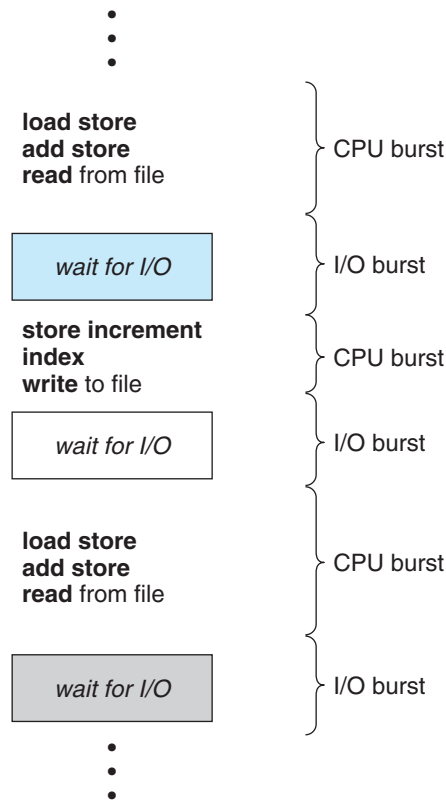 load store
add store
read from file
CPU burst
wait for I/O
I/O burst
store increment
index
write to file
CPU burst
wait for I/O
I/O burst
load store
add store
read from file
CPU burst
wait for I/O
I/O burst